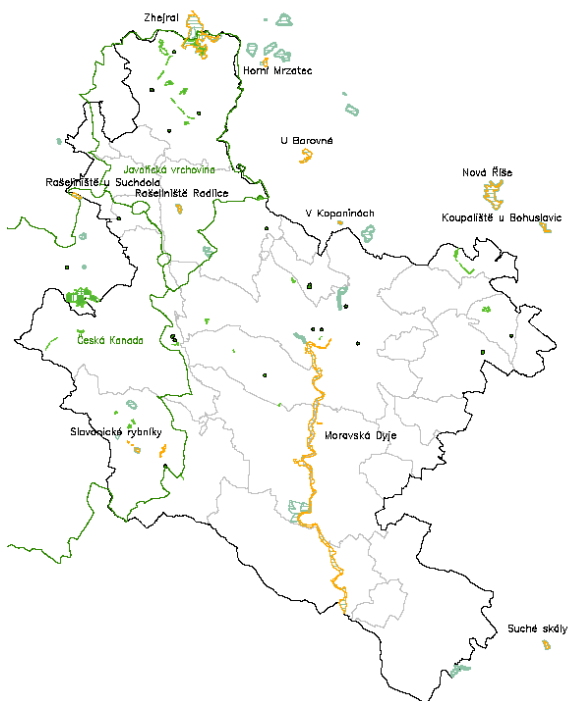 Zhejral
Horní Mrzatec
U Borovné
Javořická vrchovina
Nová Říše
Rašeliniště u Suchdola
Rašeliniště Radlice
V Kopaninách
Koupaliště u Bohuslavic
Česká Kanada
Slavonické rybníky
Moravská Dyje
Suché skály